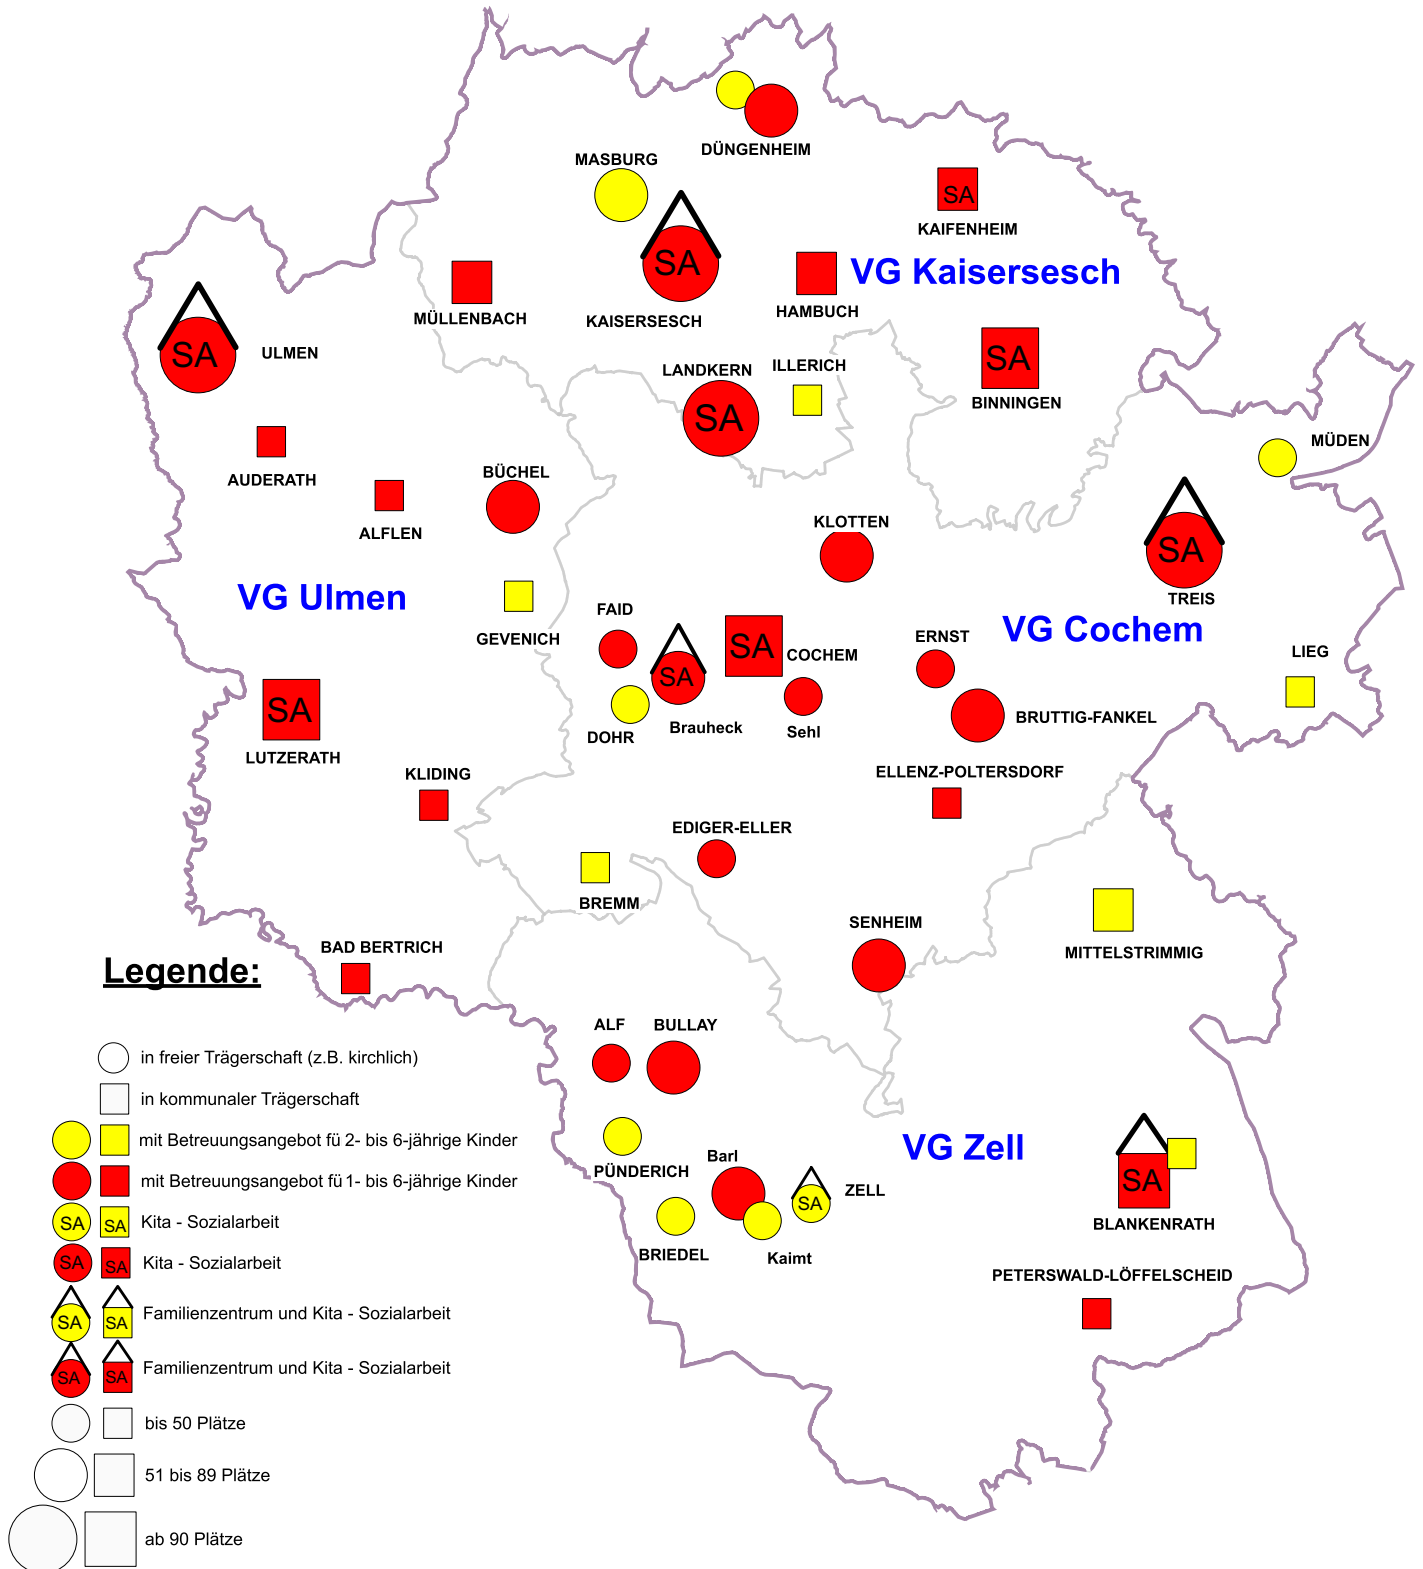 DÜNGENHEIM
MASBURG
SA
KAIFENHEIM
SA
VG Kaisersesch
MÜLLENBACH
KAISERSESCH
HAMBUCH
SA
ULMEN
SA
BINNINGEN
LANDKERN
ILLERICH
SA
MÜDEN
AUDERATH
BÜCHEL
ALFLEN
KLOTTEN
SA
TREIS
VG Ulmen
GEVENICH
FAID
VG Cochem
SA
COCHEM
ERNST
LIEG
SA
Brauheck
DOHR
Sehl
BRUTTIG-FANKEL
SA
LUTZERATH
KLIDING
ELLENZ-POLTERSDORF
EDIGER-ELLER
BREMM
SENHEIM
MITTELSTRIMMIG
BAD BERTRICH
ALF
BULLAY
VG Zell
PÜNDERICH
Barl
SA
ZELL
SA
BLANKENRATH
BRIEDEL
Kaimt
PETERSWALD-LÖFFELSCHEID
Legende:
in freier Trägerschaft (z.B. kirchlich)
in kommunaler Trägerschaft
mit Betreuungsangebot fü 2- bis 6-jährige Kinder
mit Betreuungsangebot fü 1- bis 6-jährige Kinder
SA SA Kita - Sozialarbeit
SA SA Kita - Sozialarbeit
SA SA Familienzentrum und Kita - Sozialarbeit
SA SA Familienzentrum und Kita - Sozialarbeit
bis 50 Plätze
51 bis 89 Plätze
ab 90 Plätze